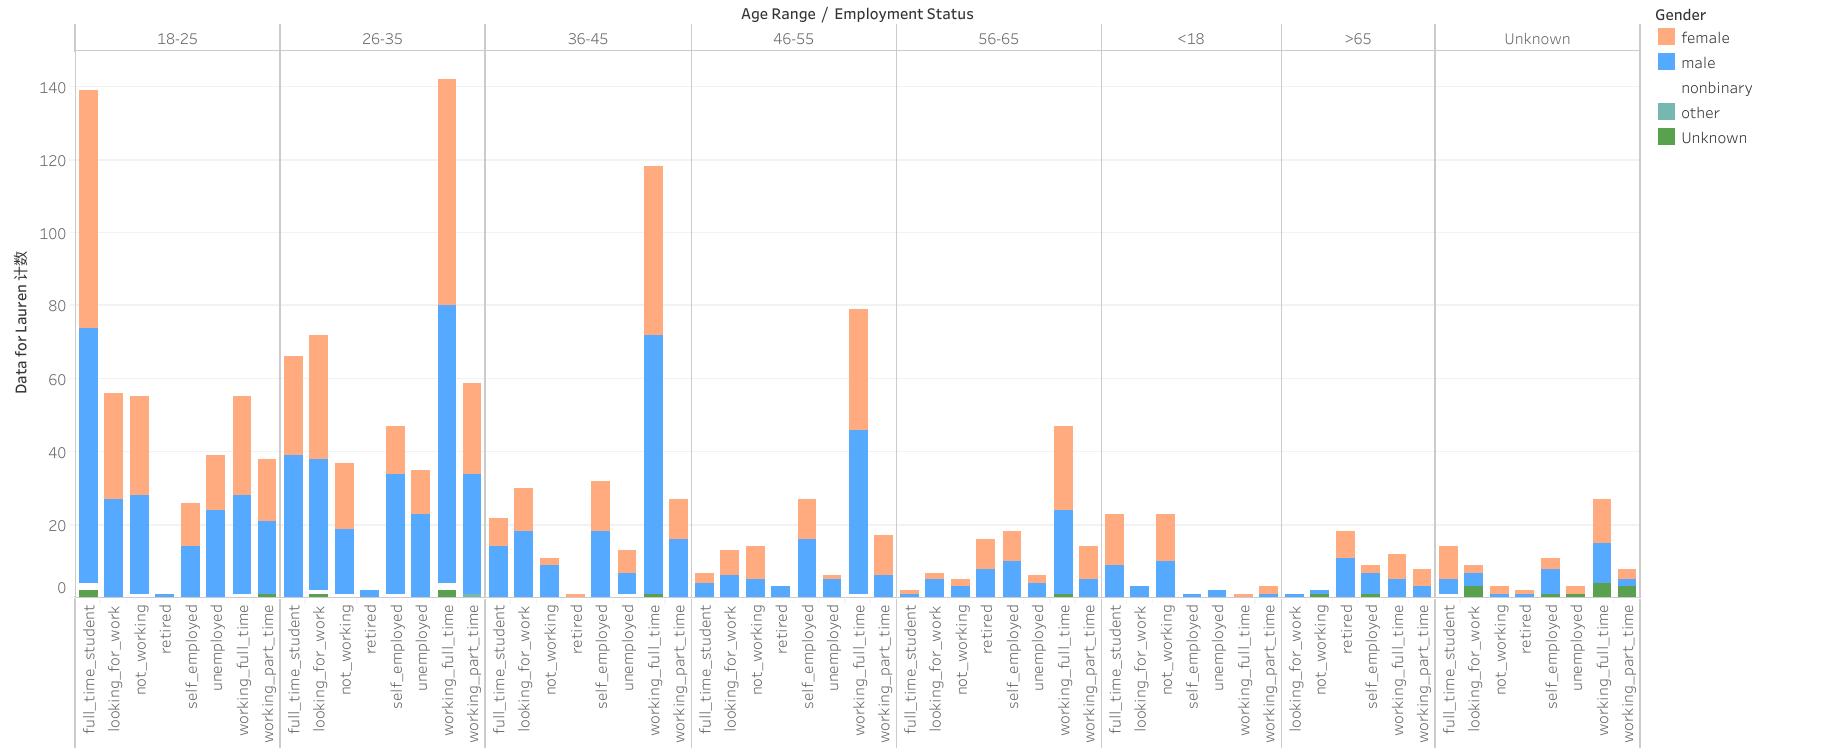 Age Range / Employment Status
18-25 26-35 36-45 46-55 56-65 <18 >65 Unknown
Gender
female
male
nonbinary
other
Unknown
Data for Lauren 计数
140
120
100
80
60
40
20
0
full_time_student
looking_for_work
not_working
retired
self_employed
unemployed
working_full_time
working_part_time
full_time_student
looking_for_work
not_working
retired
self_employed
unemployed
working_full_time
working_part_time
full_time_student
looking_for_work
not_working
retired
self_employed
unemployed
working_full_time
working_part_time
full_time_student
looking_for_work
not_working
retired
self_employed
unemployed
working_full_time
working_part_time
full_time_student
looking_for_work
not_working
retired
self_employed
unemployed
working_full_time
working_part_time
full_time_student
looking_for_work
not_working
self_employed
unemployed
working_full_time
working_part_time
looking_for_work
not_working
retired
self_employed
working_full_time
working_part_time
full_time_student
looking_for_work
not_working
retired
self_employed
unemployed
working_full_time
working_part_time